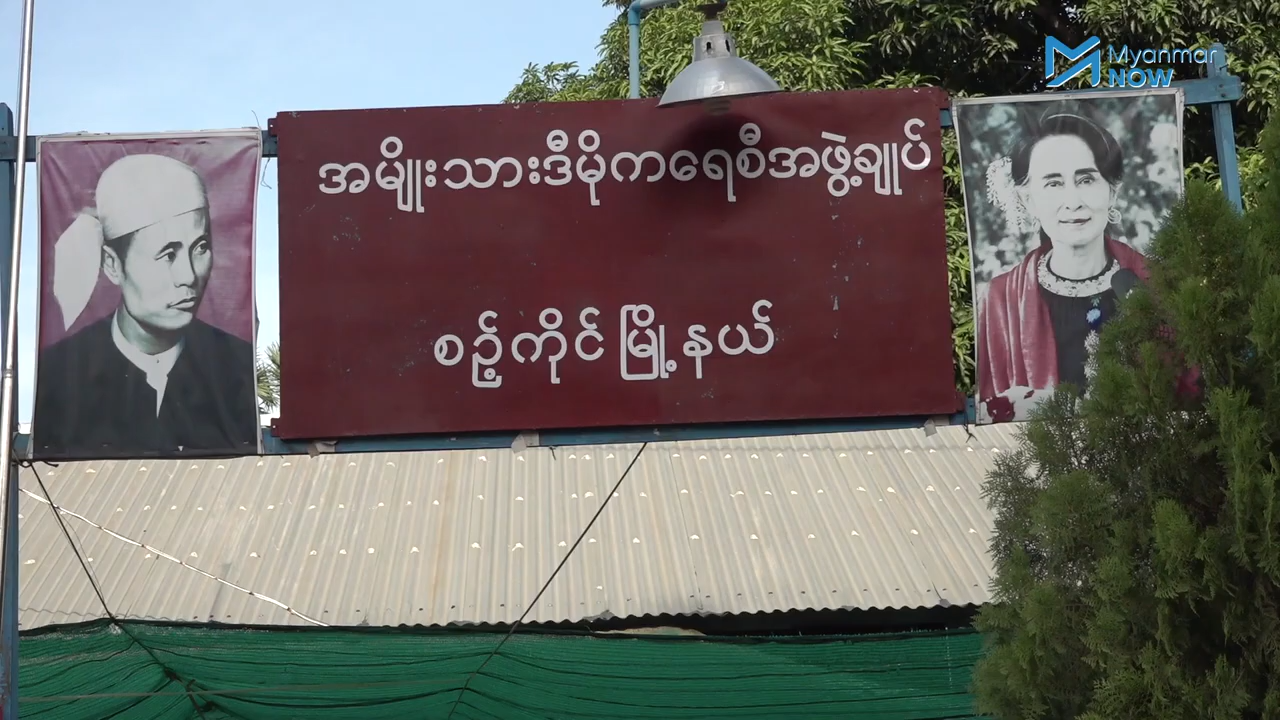 Myanmar
NOW
အမျိုးသားဒီမိုကရေစီအဖွဲ့ချုပ်
စဉ့်ကိုင် မြို့နယ်